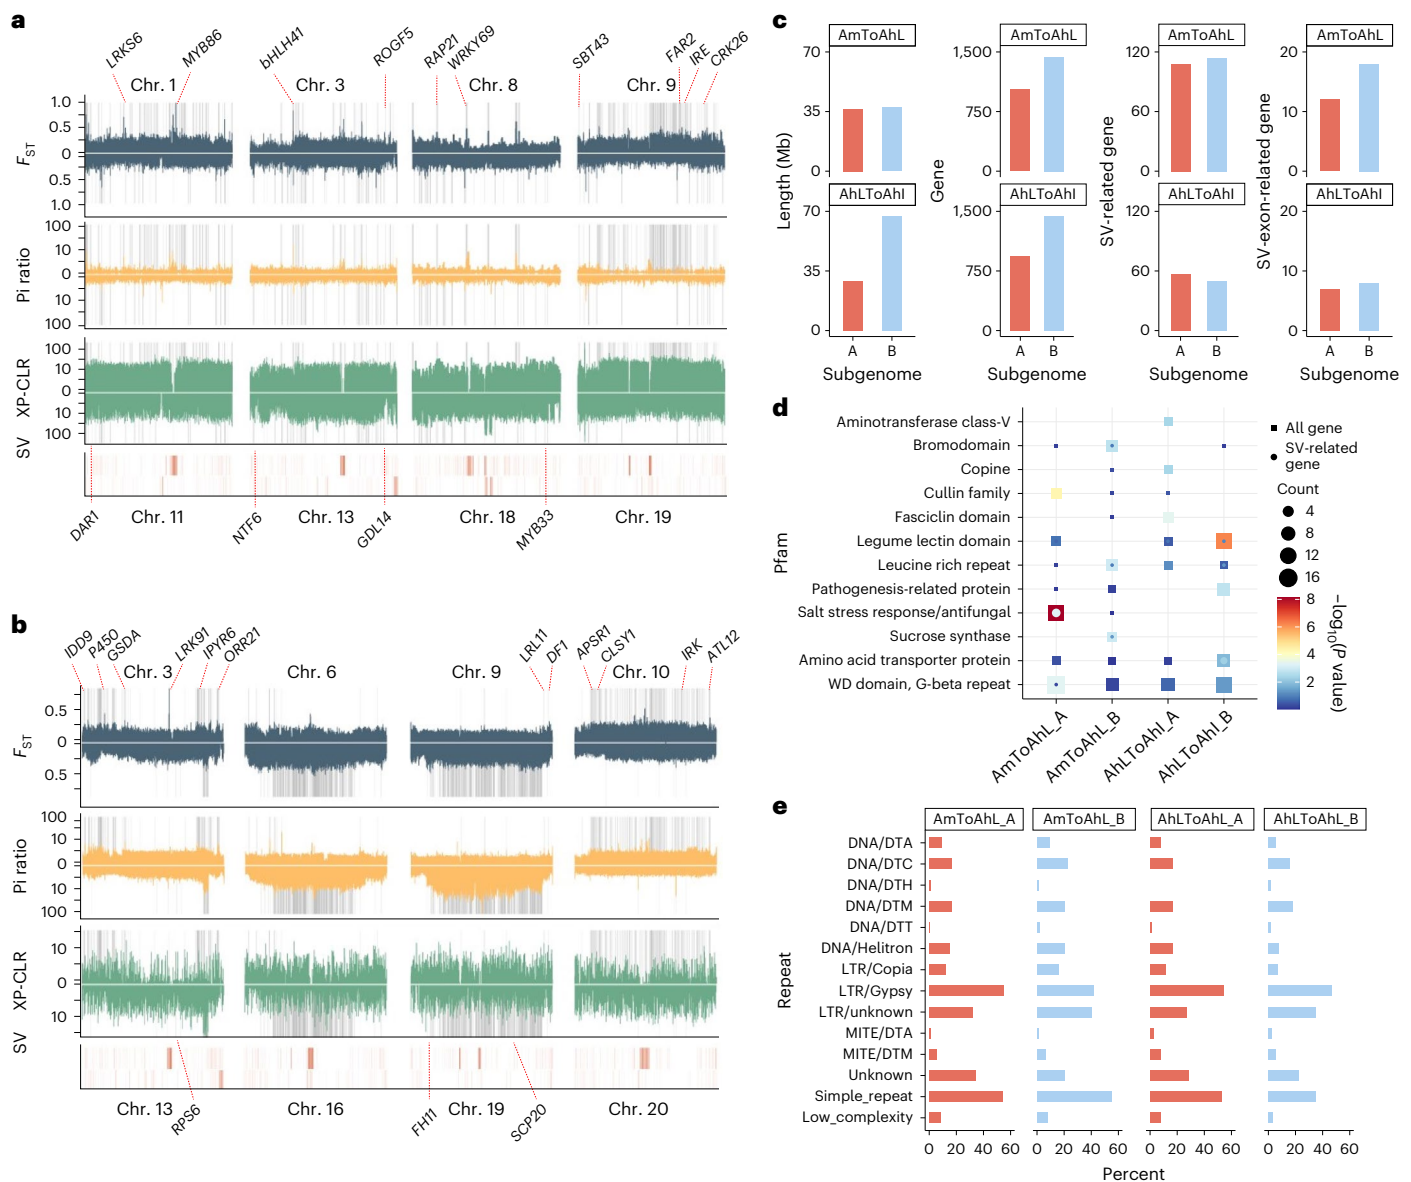 a
LRKS6
MYB86
bHLH41
ROGF5
RAP21
WRKY69
SBT43
FAR2
IRE
CRK26
Chr. 1
Chr. 3
Chr. 8
Chr. 9
FST
1.0
0.5
0
0.5
1.0
Pi ratio
100
10
0
10
100
XP-CLR
100
10
0
10
100
SV
DAR1
Chr. 11
NTF6
Chr. 13
GDL14
Chr. 18
MYB33
Chr. 19
b
IDD9
P450
GSDA
LRK91
IPYR6
ORR21
LRL11
DF1
APSR1
CLSY1
IRK
ATL12
Chr. 3
Chr. 6
Chr. 9
Chr. 10
FST
0.5
0
0.5
Pi ratio
100
10
0
10
100
XP-CLR
10
0
10
SV
Chr. 13
RPS6
Chr. 16
FH11
Chr. 19
SCP20
Chr. 20
c
AmToAhL
AmToAhL
AmToAhL
AmToAhL
Length (Mb)
70
35
0
Gene
1,500
750
0
SV-related gene
120
60
0
SV-exon-related gene
20
10
0
AhLToAhI
AhLToAhI
AhLToAhI
AhLToAhI
70
35
0
1,500
750
0
120
60
0
20
10
0
A B
A B
A B
A B
Subgenome
Subgenome
Subgenome
Subgenome
d
Pfam
Aminotransferase class-V
Bromodomain
Copine
Cullin family
Fasciclin domain
Legume lectin domain
Leucine rich repeat
Pathogenesis-related protein
Salt stress response/antifungal
Sucrose synthase
Amino acid transporter protein
WD domain, G-beta repeat
AmToAhL_A
AmToAhL_B
AhLToAhI_A
AhLToAhI_B
All gene
SV-related
gene
Count
4
8
12
16
8
6
4
2
−log10(P value)
e
AmToAhL_A
AmToAhL_B
AhLToAhL_A
AhLToAhL_B
Repeat
DNA/DTA
DNA/DTC
DNA/DTH
DNA/DTM
DNA/DTT
DNA/Helitron
LTR/Copia
LTR/Gypsy
LTR/unknown
MITE/DTA
MITE/DTM
Unknown
Simple_repeat
Low_complexity
0 20 40 60
0 20 40 60
0 20 40 60
0 20 40 60
Percent